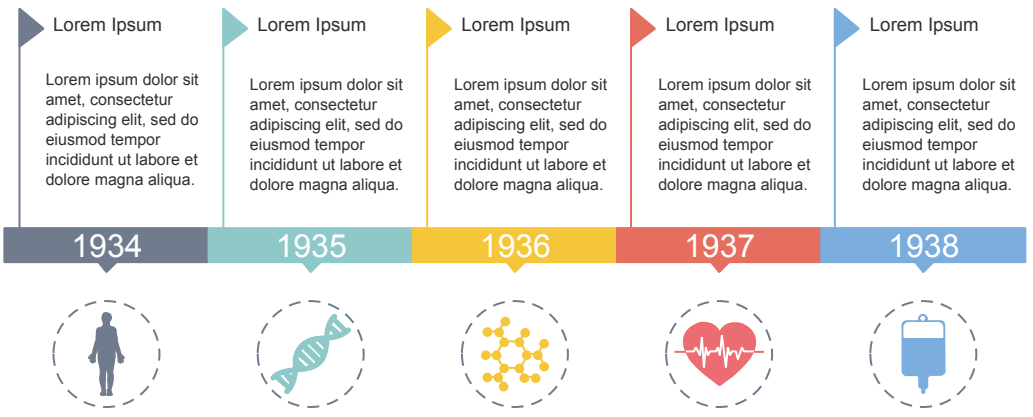 Lorem Ipsum
Lorem ipsum dolor sit
amet, consectetur
adipiscing elit, sed do
eiusmod tempor
incididunt ut labore et
dolore magna aliqua.
1934
Lorem Ipsum
Lorem ipsum dolor sit
amet, consectetur
adipiscing elit, sed do
eiusmod tempor
incididunt ut labore et
dolore magna aliqua.
1935
Lorem Ipsum
Lorem ipsum dolor sit
amet, consectetur
adipiscing elit, sed do
eiusmod tempor
incididunt ut labore et
dolore magna aliqua.
1936
Lorem Ipsum
Lorem ipsum dolor sit
amet, consectetur
adipiscing elit, sed do
eiusmod tempor
incididunt ut labore et
dolore magna aliqua.
1937
Lorem Ipsum
Lorem ipsum dolor sit
amet, consectetur
adipiscing elit, sed do
eiusmod tempor
incididunt ut labore et
dolore magna aliqua.
1938